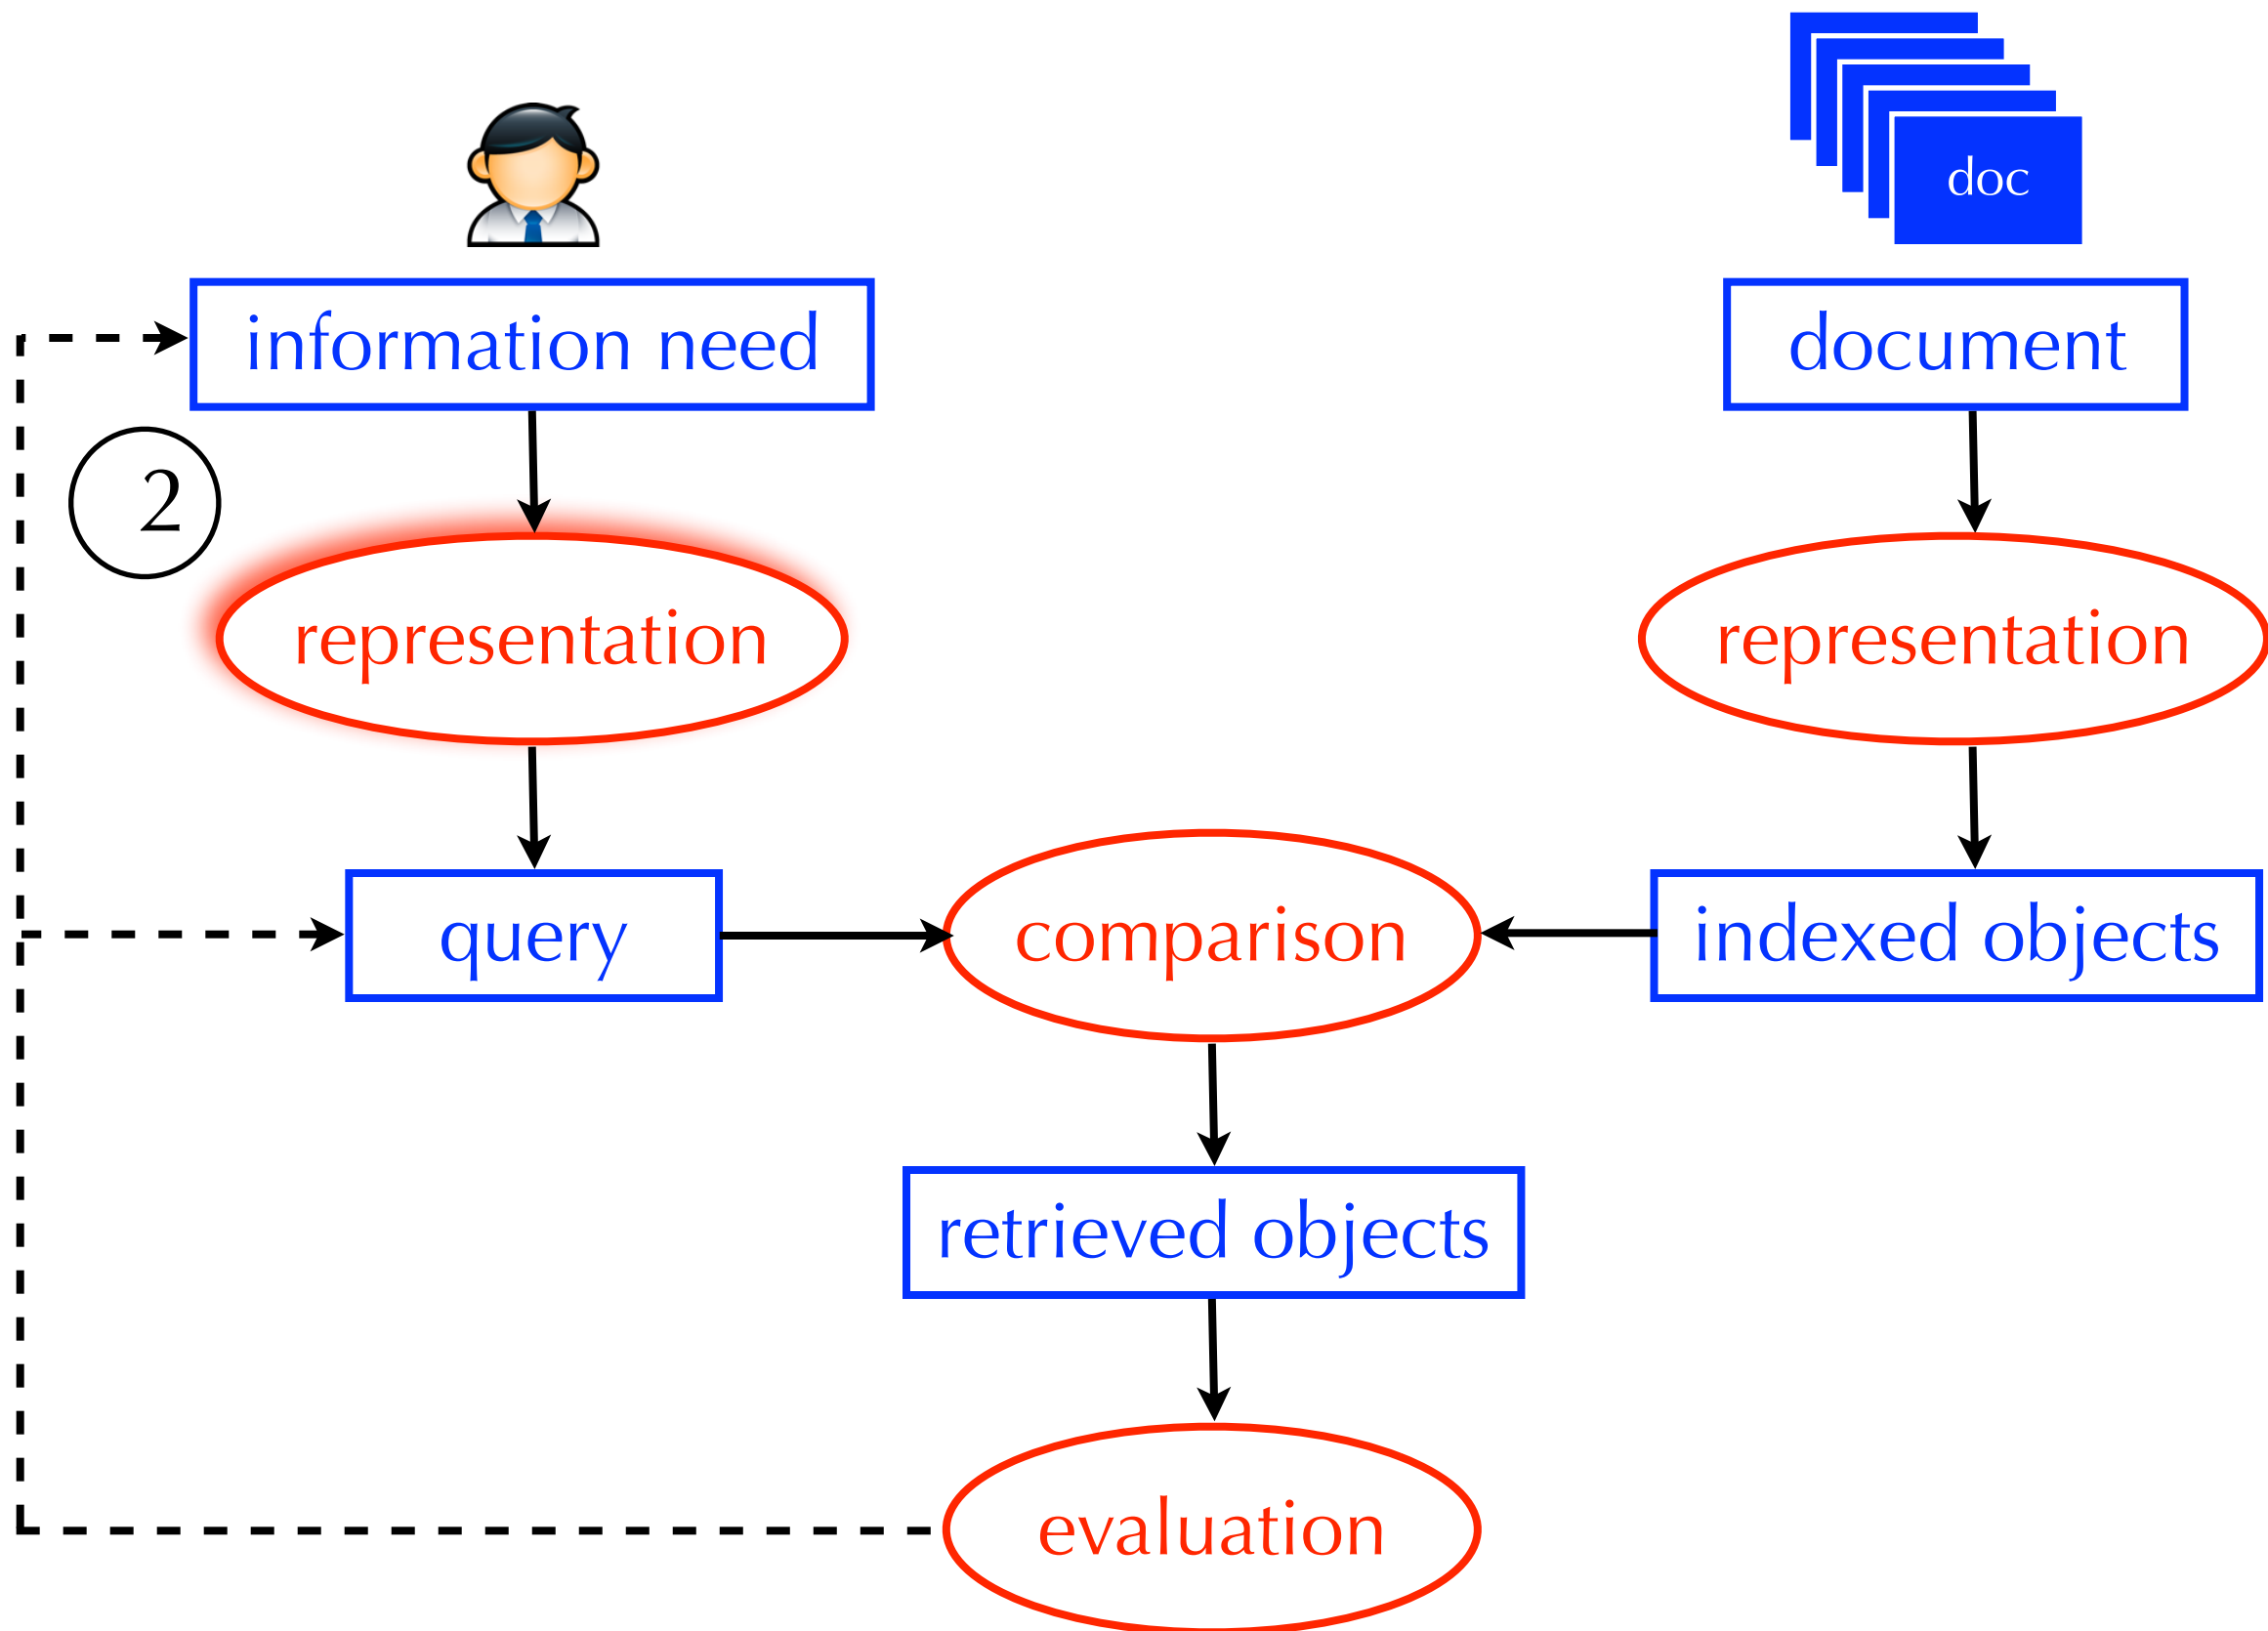 doc
information need
document
2
representation
representation
query
comparison
indexed objects
retrieved objects
evaluation